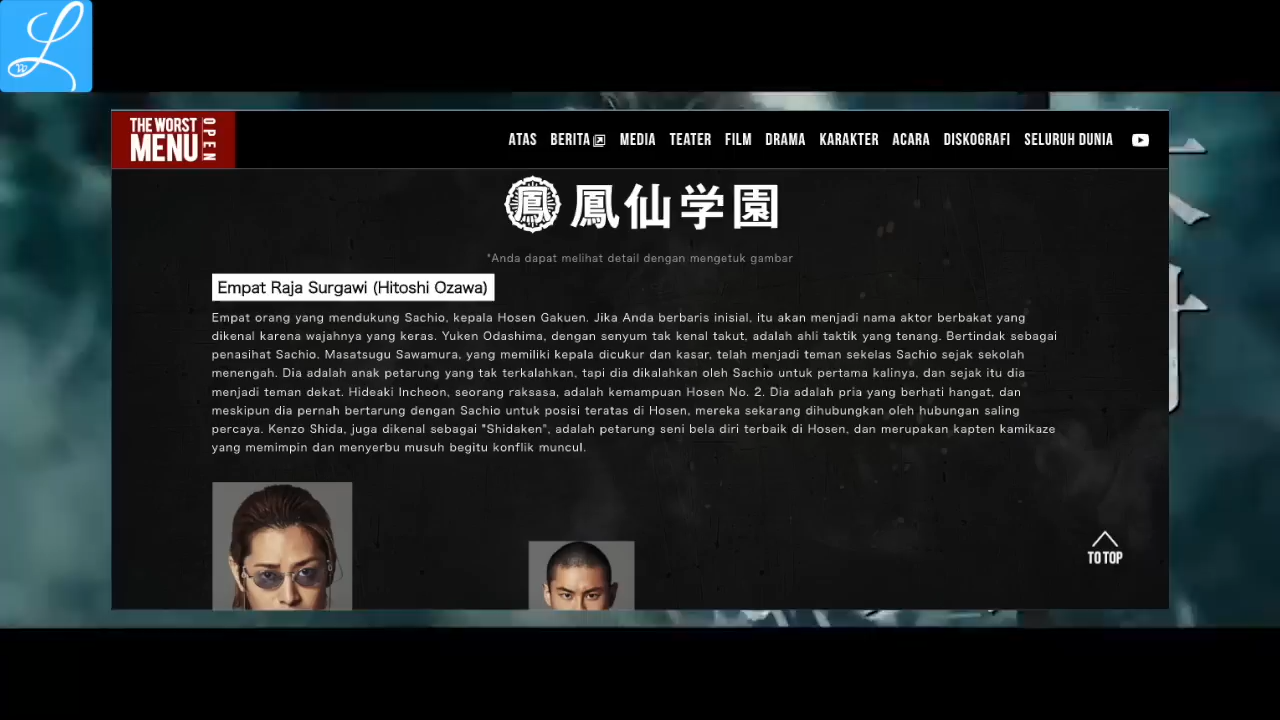 L
w
THE WORST
MENU
OPEN
ATAS BERITA MEDIA TEATER FILM DRAMA KARAKTER ACARA DISKOGRAFI SELURUH DUNIA
鳳 鳳仙学園
*Anda dapat melihat detail dengan mengetuk gambar
Empat Raja Surgawi (Hitoshi Ozawa)
Empat orang yang mendukung Sachio, kepala Hosen Gakuen. Jika Anda berbaris inisial, itu akan menjadi nama aktor berbakat yang
dikenal karena wajahnya yang keras. Yuken Odashima, dengan senyum tak kenal takut, adalah ahli taktik yang tenang. Bertindak sebagai
penasihat Sachio. Masatsugu Sawamura, yang memiliki kepala dicukur dan kasar, telah menjadi teman sekelas Sachio sejak sekolah
menengah. Dia adalah anak petarung yang tak terkalahkan, tapi dia dikalahkan oleh Sachio untuk pertama kalinya, dan sejak itu dia
menjadi teman dekat. Hideaki Incheon, seorang raksasa, adalah kemampuan Hosen No. 2. Dia adalah pria yang berhati hangat, dan
meskipun dia pernah bertarung dengan Sachio untuk posisi teratas di Hosen, mereka sekarang dihubungkan oleh hubungan saling
percaya. Kenzo Shida, juga dikenal sebagai "Shidaken", adalah petarung seni bela diri terbaik di Hosen, dan merupakan kapten kamikaze
yang memimpin dan menyerbu musuh begitu konflik muncul.
TO TOP